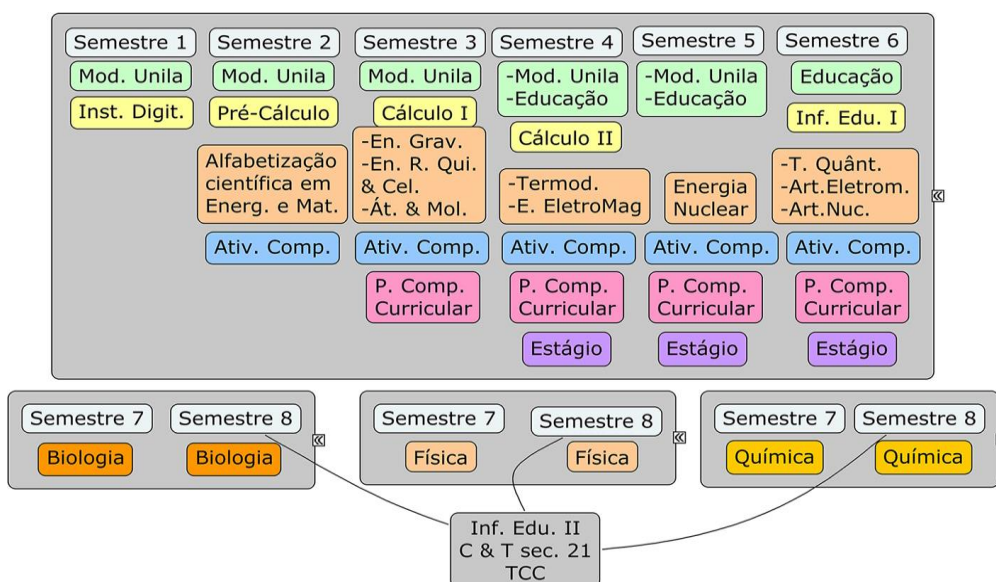 Semestre 1
Semestre 2
Semestre 3
Semestre 4
Semestre 5
Semestre 6
Mod. Unila
Mod. Unila
Mod. Unila
-Mod. Unila
-Educação
-Mod. Unila
-Educação
Educação
Inst. Digit.
Pré-Cálculo
Cálculo I
Cálculo II
Inf. Edu. I
Alfabetização
científica em
Energ. e Mat.
-En. Grav.
-En. R. Qui.
& Cel.
-Át. & Mol.
-Termod.
-E. EletroMag
Energia
Nuclear
-T. Quânt.
-Art.Eletrom.
-Art.Nuc.
Ativ. Comp.
Ativ. Comp.
Ativ. Comp.
Ativ. Comp.
Ativ. Comp.
P. Comp.
Curricular
P. Comp.
Curricular
P. Comp.
Curricular
P. Comp.
Curricular
Estágio
Estágio
Estágio
Semestre 7
Semestre 8
Biologia
Biologia
Semestre 7
Semestre 8
Física
Física
Semestre 7
Semestre 8
Química
Química
Inf. Edu. II
C & T sec. 21
TCC